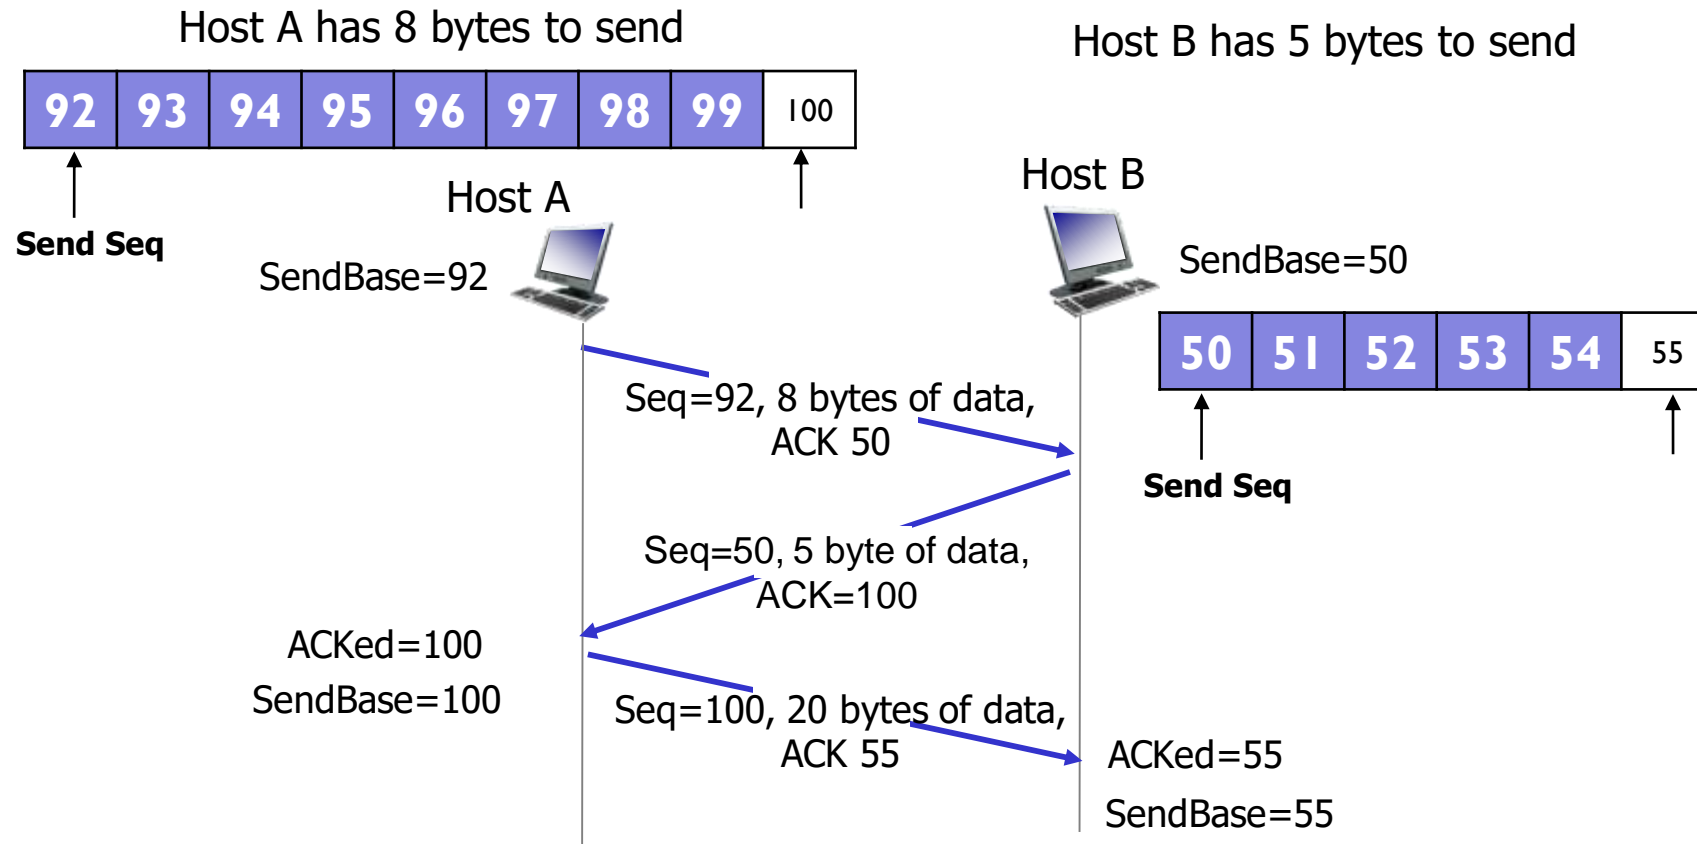 Host A has 8 bytes to send
Host B has 5 bytes to send
92 93 94 95 96 97 98 99 100
Send Seq
Host A
Host B
SendBase=92
SendBase=50
50 51 52 53 54 55
Send Seq
Seq=92, 8 bytes of data,
ACK 50
Seq=50, 5 byte of data,
ACK=100
ACKed=100
SendBase=100
Seq=100, 20 bytes of data,
ACK 55
ACKed=55
SendBase=55